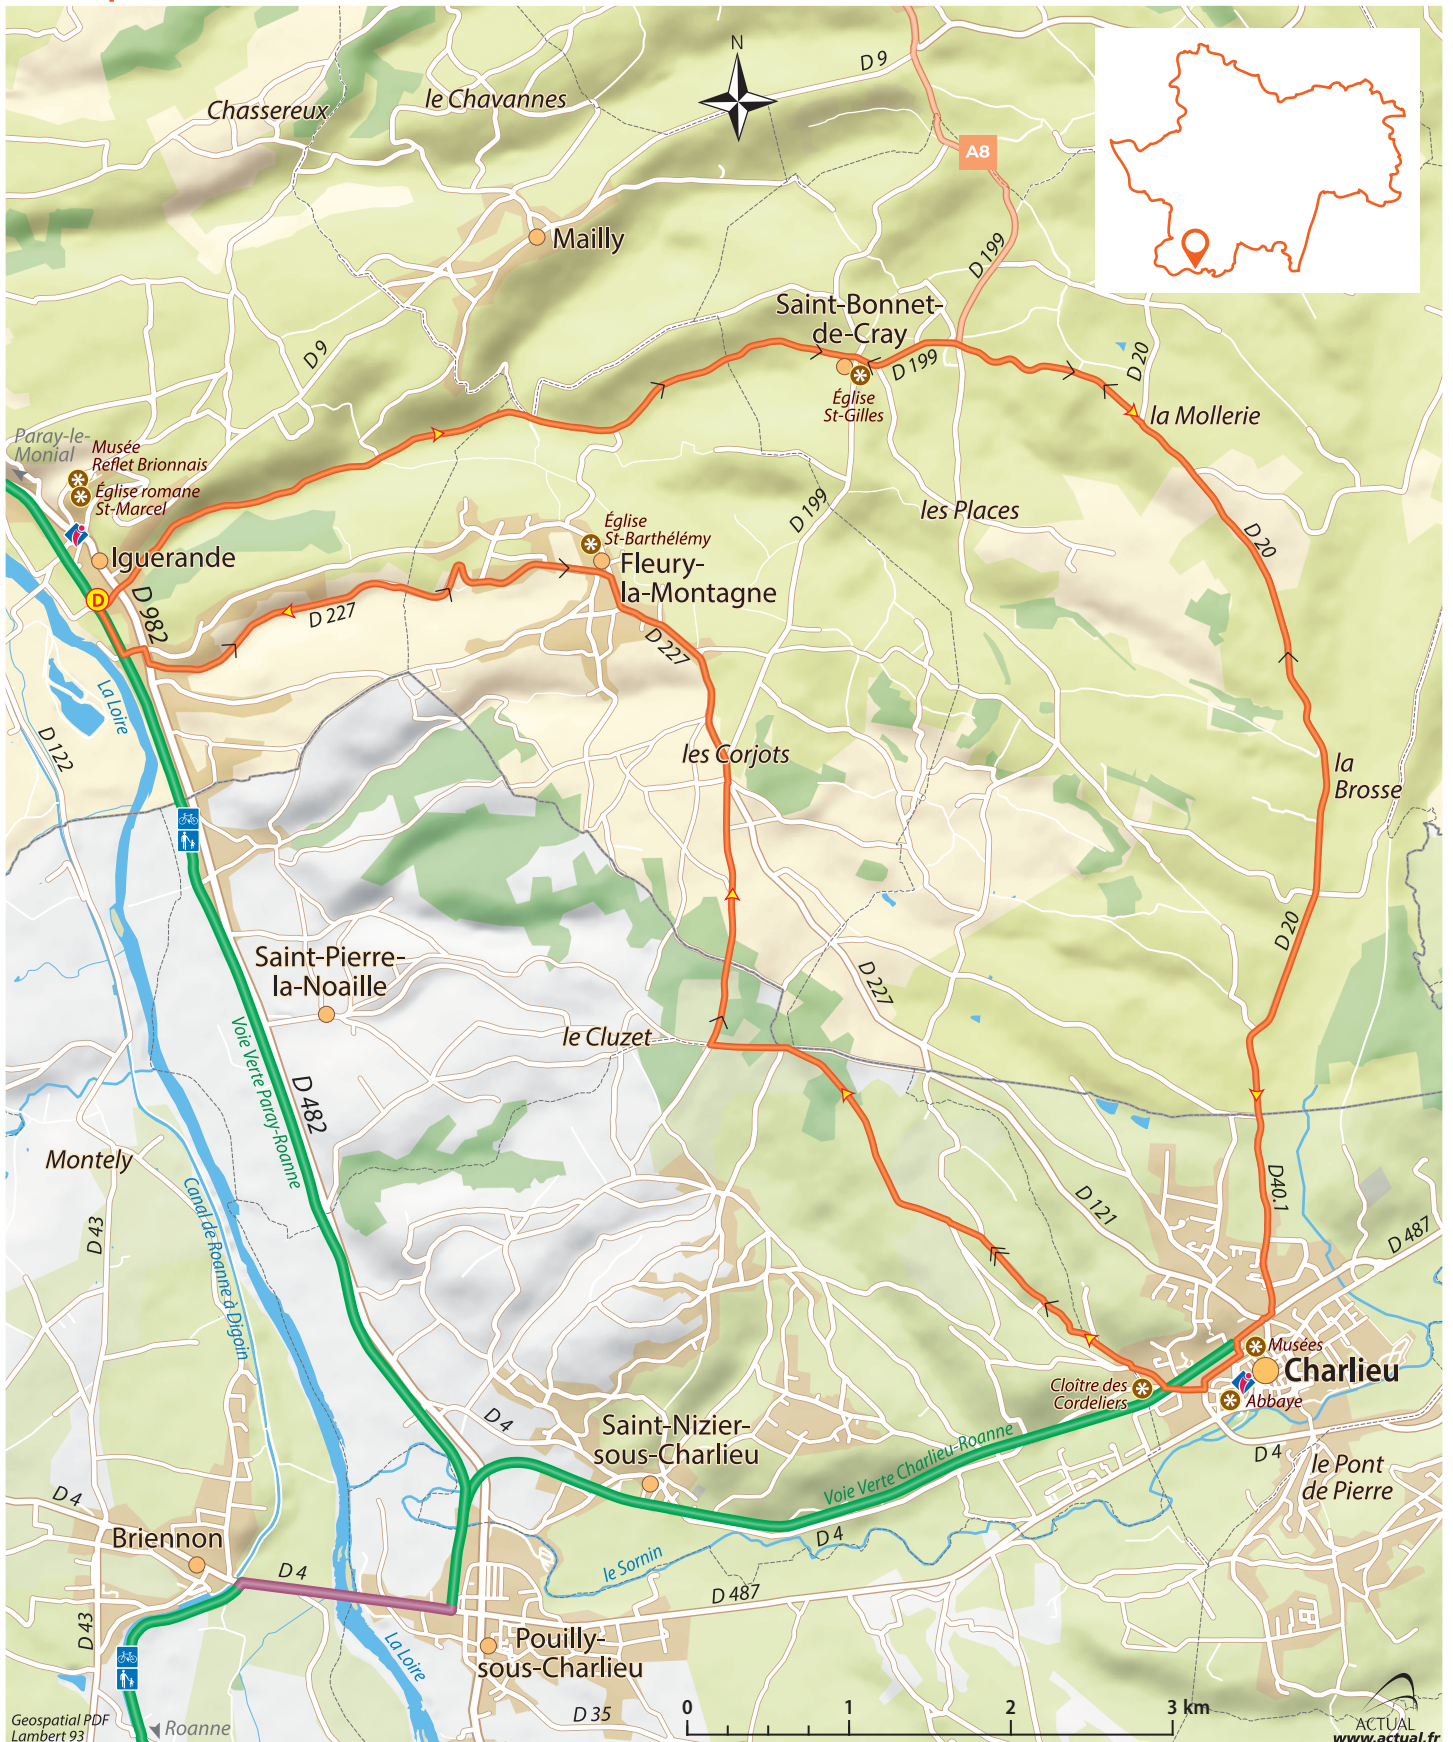 N
D 9
Chassereux
le Chavannes
A8
Mailly
D 199
Saint-Bonnet-
de-Cray
D 9
D 199
D 20
Église
St-Gilles
la Mollerie
Paray-le-
Monial
Musée
Reflet Brionnais
Église romane
St-Marcel
D 199
les Places
Église
St-Barthélémy
D 20
Iguerande
Fleury-
la-Montagne
D
D 982
D 227
D 227
La Loire
D 122
les Corjots
la
Brosse
D 20
Saint-Pierre-
la-Noaille
D 227
le Cluzet
Voie Verte Paray-Roanne
D 482
Montely
Canal de Roanne à Digoin
D 43
D 121
D40.1
D 487
Musées
Charlieu
Cloître des
Cordeliers
Abbaye
D 4
Saint-Nizier-
sous-Charlieu
Voie Verte Charlieu-Roanne
D 4
le Pont
de Pierre
D 4
Briennon
D 4
le Sornin
D 4
D 487
D 43
La Loire
Pouilly-
sous-Charlieu
D 35
0 1 2 3 km
Geospatial PDF
Lambert 93
Roanne
ACTUAL
www.actual.fr